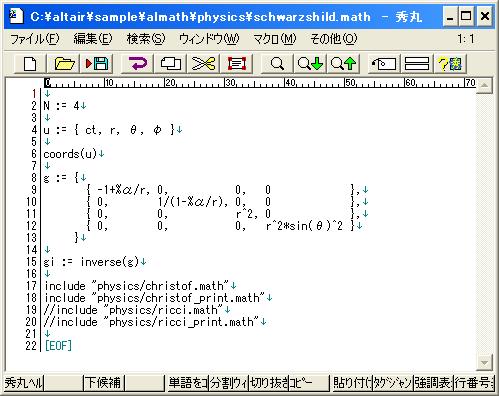 C:¥altair¥sample¥almath¥physics¥schwarzshild.math - 秀丸
ファイル(F) 編集(E) 検索(S) ウィンドウ(W) マクロ(M) その他(O) 1: 1
0 10 20 30 40 50 60 70
1 ↓
2 N := 4↓
3 ↓
4 u := { ct, r, θ, φ }↓
5 ↓
6 coords(u)↓
7 ↓
8 g := {↓
9 { -1+%α/r, 0, 0, 0 },↓
10 { 0, 1/(1-%α/r), 0, 0 },↓
11 { 0, 0, r^2, 0 },↓
12 { 0, 0, 0, r^2*sin(θ)^2 }↓
13 }↓
14 ↓
15 gi := inverse(g)↓
16 ↓
17 include "physics/christof.math"↓
18 include "physics/christof_print.math"↓
19 //include "physics/ricci.math"↓
20 //include "physics/ricci_print.math"↓
21 ↓
22 [EOF]
秀丸ヘル 下候補 単語をコ 分割ウィ 切り抜き コピー 貼り付け タグジャン 強調表 行番号